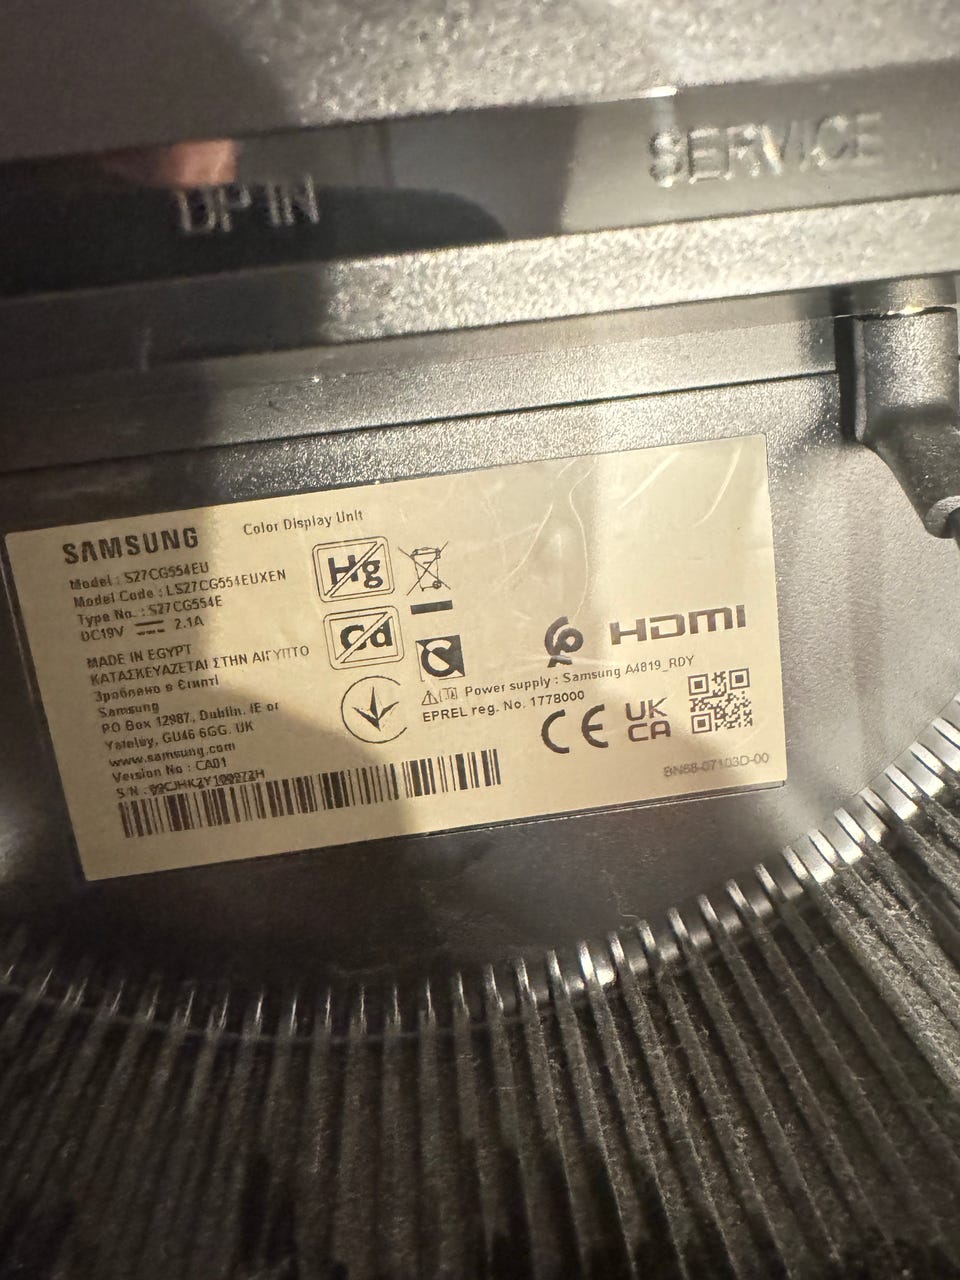 DP IN
SERVICE
SAMSUNG
Color Display Unit
Model : S27CG554EU
Model Code : LS27CG554EUXEN
Type No. : S27CG554E
DC19V 2.1A
MADE IN EGYPT
ΚΑΤΑΣΚΕΥΑΖΕΤΑΙ ΣΤΗΝ ΑΙΓΥΠΤΟ
Зроблено в Єгипті
Samsung
PO Box 12987, Dublin. IE or
Yateley, GU46 6GG. UK
www.samsung.com
Version No : CA01
S/N :
Hg
Cd
HDMI
Power supply : Samsung A4819_RDY
EPREL reg. No. 1778000
CE
UK
CA
BN68-07103D-00